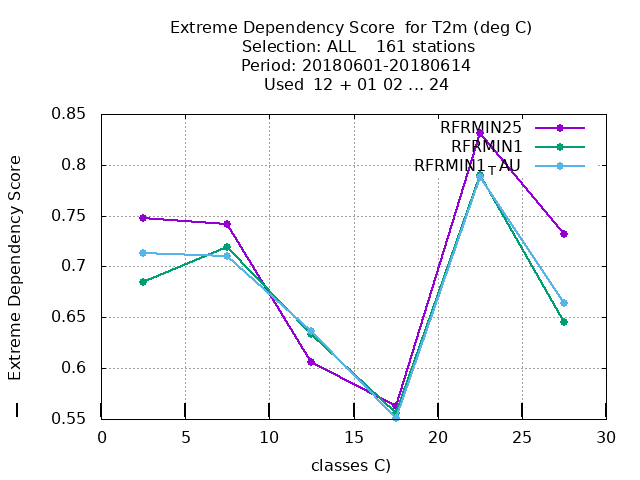 Extreme Dependency Score  for T2m (deg C)
Selection: ALL    161 stations
Period: 20180601-20180614
Used  12 + 01 02 ... 24
Extreme Dependency Score
0.85
0.8
0.75
0.7
0.65
0.6
0.55
RFRMIN25
RFRMIN1
RFRMIN1TAU
0 5 10 15 20 25 30
classes C)